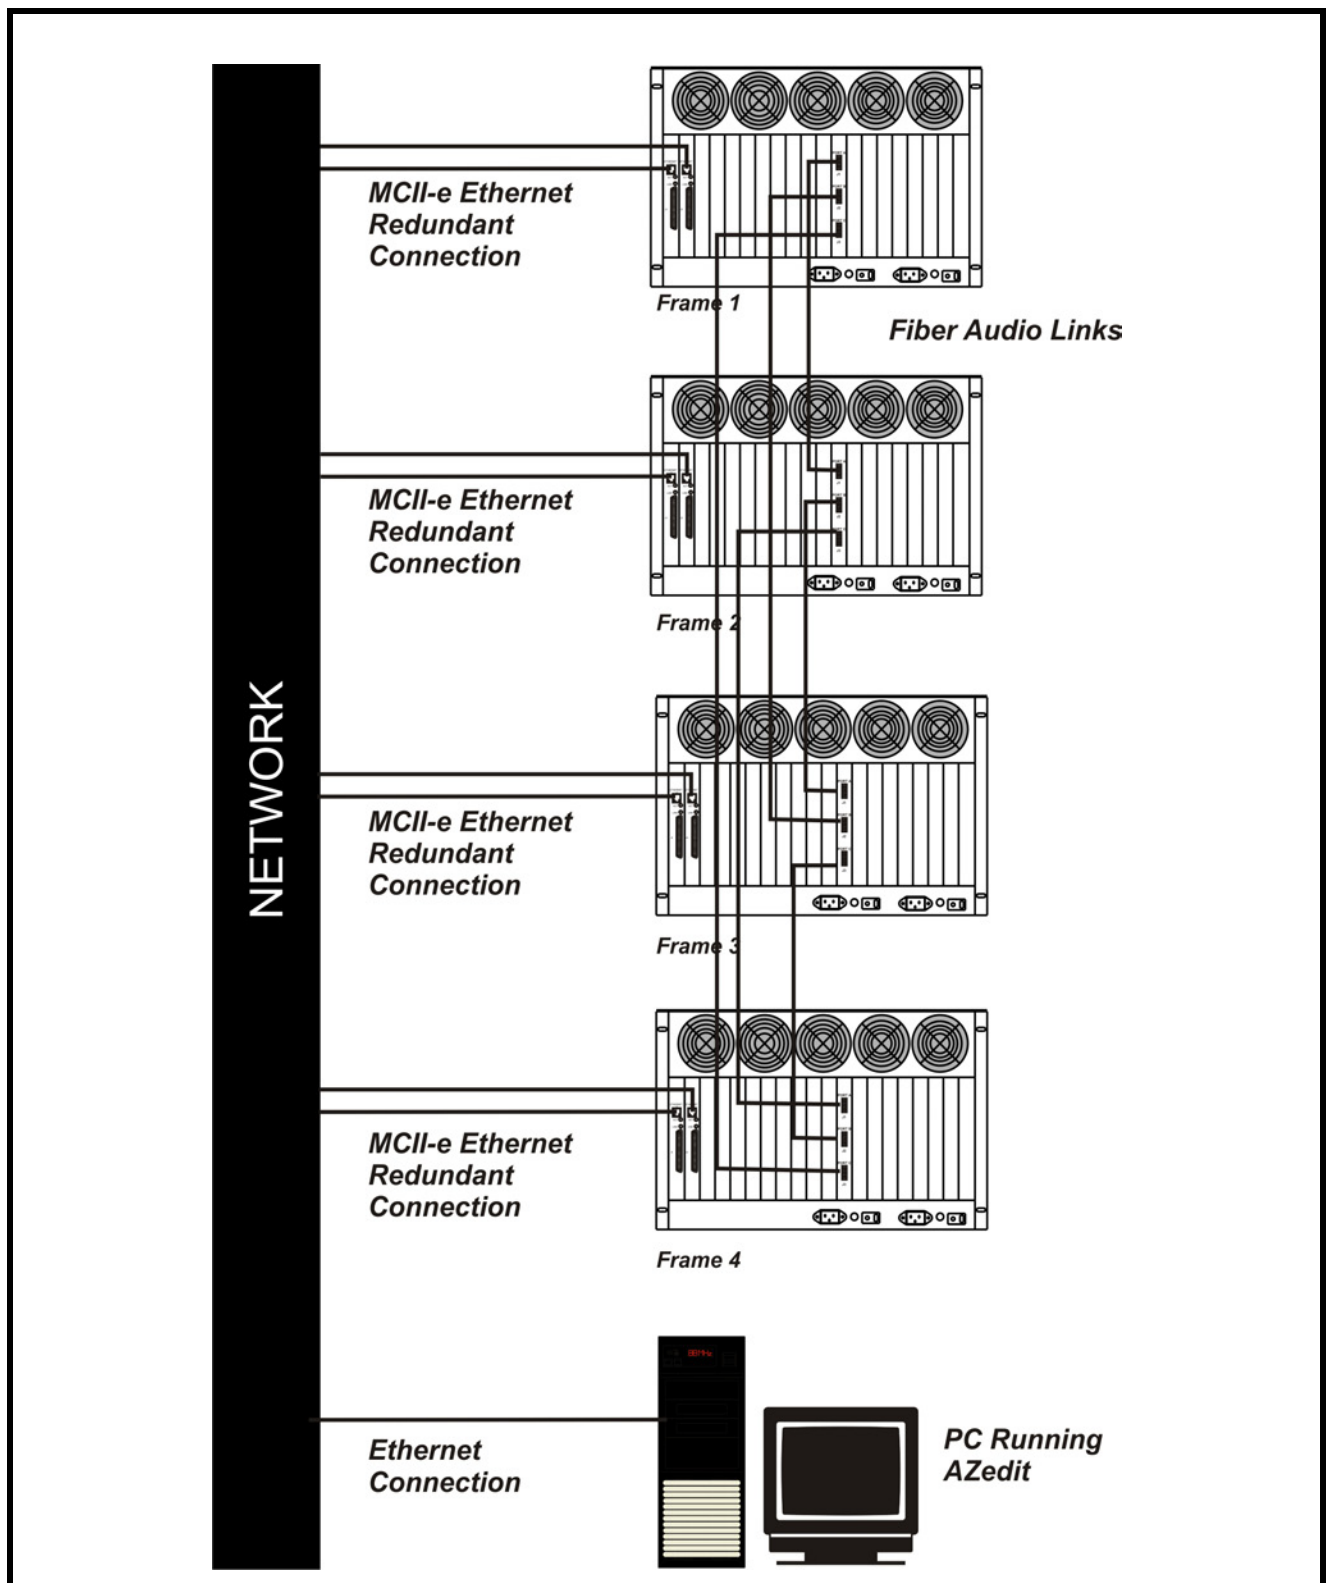 MCII-e Ethernet
Redundant
Connection
Frame 1
Fiber Audio Links
MCII-e Ethernet
Redundant
Connection
Frame 2
NETWORK
MCII-e Ethernet
Redundant
Connection
Frame 3
MCII-e Ethernet
Redundant
Connection
Frame 4
Ethernet
Connection
PC Running
AZedit